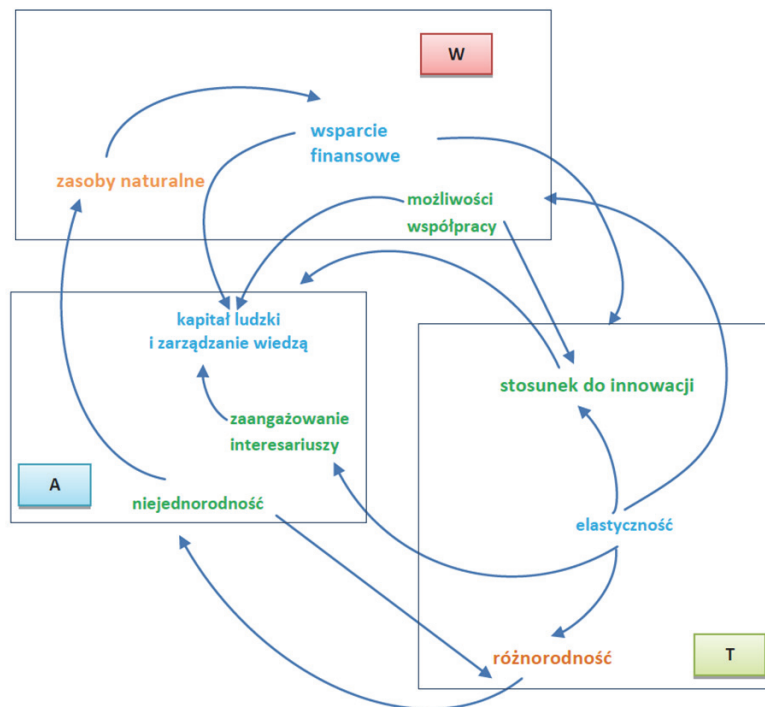 W
wsparcie
finansowe
zasoby naturalne
możliwości
współpracy
kapitał ludzki
i zarządzanie wiedzą
stosunek do innowacji
zaangażowanie
interesariuszy
A
niejednorodność
elastyczność
różnorodność
T